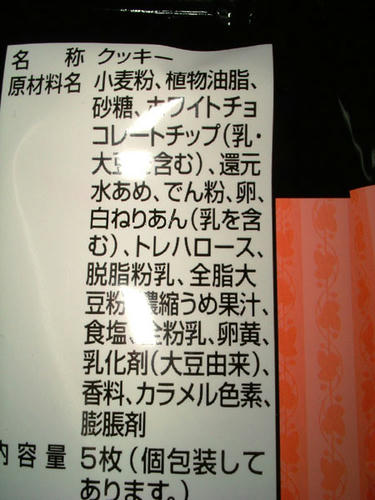 名 称 クッキー
原材料名 小麦粉、植物油脂、
砂糖、ホワイトチョ
コレートチップ(乳・
大豆を含む)、還元
水あめ、でん粉、卵、
白ねりあん(乳を含
む)、トレハロース、
脱脂粉乳、全脂大
豆粉、濃縮うめ果汁、
食塩、全粉乳、卵黄、
乳化剤(大豆由来)、
香料、カラメル色素、
膨脹剤
内容量 5枚(個包装して
あります。)